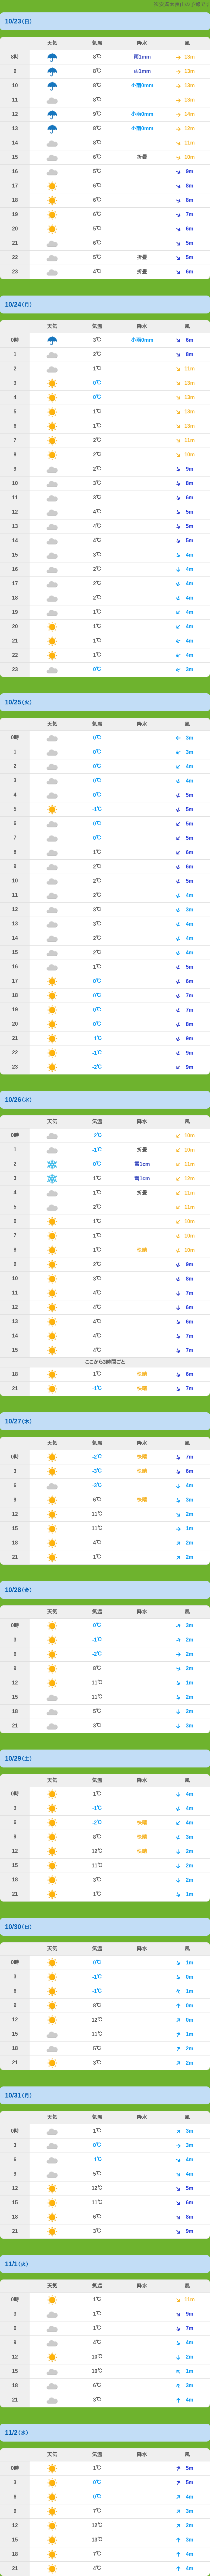 ※安達太良山の予報です
10/23(日)
天気 気温 降水 風
8時 8℃ 雨1mm 13m
9 8℃ 雨1mm 13m
10 8℃ 小雨0mm 13m
11 8℃ 13m
12 9℃ 小雨0mm 14m
13 8℃ 小雨0mm 12m
14 8℃ 11m
15 6℃ 折畳 10m
16 5℃ 9m
17 6℃ 8m
18 6℃ 8m
19 6℃ 7m
20 5℃ 6m
21 6℃ 5m
22 5℃ 折畳 5m
23 4℃ 折畳 6m
10/24(月)
天気 気温 降水 風
0時 3℃ 小雨0mm 6m
1 2℃ 8m
2 1℃ 11m
3 0℃ 13m
4 0℃ 13m
5 1℃ 13m
6 1℃ 13m
7 2℃ 11m
8 2℃ 10m
9 2℃ 9m
10 3℃ 8m
11 3℃ 6m
12 4℃ 5m
13 4℃ 5m
14 4℃ 5m
15 3℃ 4m
16 2℃ 4m
17 2℃ 4m
18 2℃ 4m
19 1℃ 4m
20 1℃ 4m
21 1℃ 4m
22 1℃ 4m
23 0℃ 3m
10/25(火)
天気 気温 降水 風
0時 0℃ 3m
1 0℃ 3m
2 0℃ 4m
3 0℃ 4m
4 0℃ 5m
5 -1℃ 5m
6 0℃ 5m
7 0℃ 5m
8 1℃ 6m
9 2℃ 6m
10 2℃ 5m
11 2℃ 4m
12 3℃ 3m
13 3℃ 4m
14 2℃ 4m
15 2℃ 4m
16 1℃ 5m
17 0℃ 6m
18 0℃ 7m
19 0℃ 7m
20 0℃ 8m
21 -1℃ 9m
22 -1℃ 9m
23 -2℃ 9m
10/26(水)
天気 気温 降水 風
0時 -2℃ 10m
1 -1℃ 折畳 10m
2 0℃ 雪1cm 11m
3 1℃ 雪1cm 12m
4 1℃ 折畳 11m
5 2℃ 11m
6 1℃ 10m
7 1℃ 10m
8 1℃ 快晴 10m
9 2℃ 9m
10 3℃ 8m
11 4℃ 7m
12 4℃ 6m
13 4℃ 6m
14 4℃ 7m
15 4℃ 7m
ここから3時間ごと
18 1℃ 快晴 6m
21 -1℃ 快晴 7m
10/27(木)
天気 気温 降水 風
0時 -2℃ 快晴 7m
3 -3℃ 快晴 6m
6 -3℃ 4m
9 6℃ 快晴 3m
12 11℃ 2m
15 11℃ 1m
18 4℃ 2m
21 1℃ 2m
10/28(金)
天気 気温 降水 風
0時 0℃ 3m
3 -1℃ 2m
6 -2℃ 2m
9 8℃ 2m
12 11℃ 1m
15 11℃ 2m
18 5℃ 2m
21 3℃ 3m
10/29(土)
天気 気温 降水 風
0時 1℃ 4m
3 -1℃ 4m
6 -2℃ 快晴 4m
9 8℃ 快晴 3m
12 12℃ 快晴 2m
15 11℃ 2m
18 3℃ 2m
21 1℃ 1m
10/30(日)
天気 気温 降水 風
0時 0℃ 1m
3 -1℃ 0m
6 -1℃ 1m
9 8℃ 0m
12 12℃ 0m
15 11℃ 1m
18 5℃ 2m
21 3℃ 2m
10/31(月)
天気 気温 降水 風
0時 1℃ 3m
3 0℃ 3m
6 -1℃ 4m
9 5℃ 4m
12 12℃ 5m
15 11℃ 6m
18 6℃ 8m
21 3℃ 9m
11/1(火)
天気 気温 降水 風
0時 1℃ 11m
3 1℃ 9m
6 1℃ 7m
9 4℃ 4m
12 10℃ 2m
15 10℃ 1m
18 6℃ 3m
21 3℃ 4m
11/2(水)
天気 気温 降水 風
0時 1℃ 5m
3 0℃ 5m
6 0℃ 4m
9 7℃ 3m
12 12℃ 2m
15 13℃ 3m
18 7℃ 4m
21 4℃ 4m